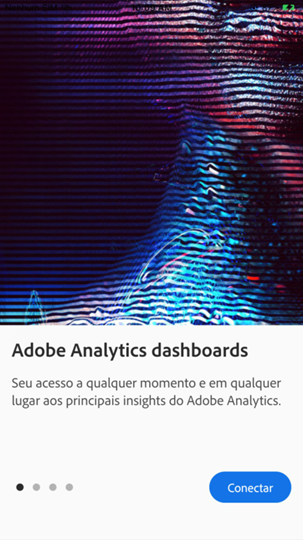 Adobe Analytics dashboards
Seu acesso a qualquer momento e em qualquer
lugar aos principais insights do Adobe Analytics.
Conectar